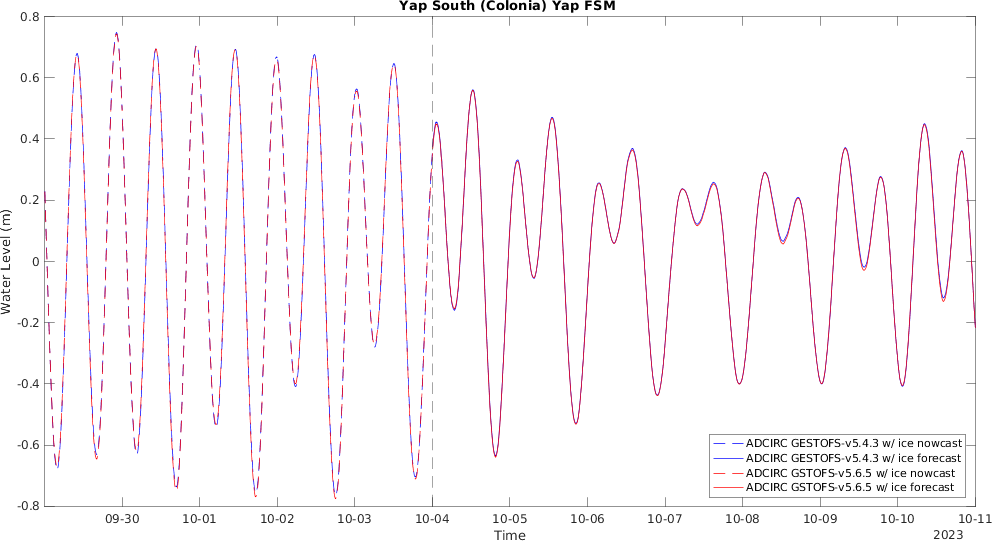 Yap South (Colonia) Yap FSM
Water Level (m)
0.8
0.6
0.4
0.2
0
-0.2
-0.4
-0.6
-0.8
ADCIRC GESTOFS-v5.4.3 w/ ice nowcast
ADCIRC GESTOFS-v5.4.3 w/ ice forecast
ADCIRC GSTOFS-v5.6.5 w/ ice nowcast
ADCIRC GSTOFS-v5.6.5 w/ ice forecast
09-30 10-01 10-02 10-03 10-04 10-05 10-06 10-07 10-08 10-09 10-10 10-11
Time
2023